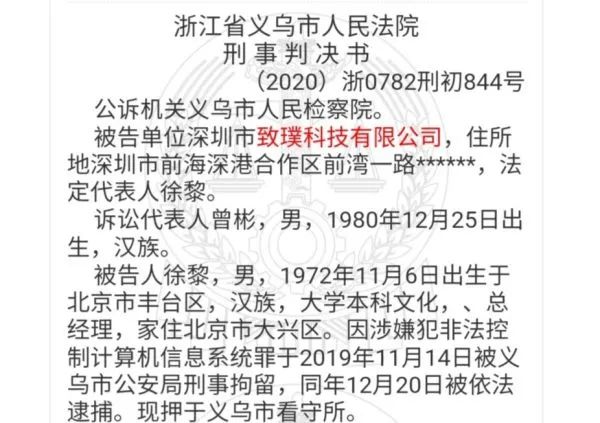 浙江省义乌市人民法院
刑事判决书
（2020）浙0782刑初844号
公诉机关义乌市人民检察院。
被告单位深圳市致璞科技有限公司，住所
地深圳市前海深港合作区前湾一路******，法
定代表人徐黎。
诉讼代表人曾彬，男，1980年12月25日出
生，汉族。
被告人徐黎，男，1972年11月6日出生于
北京市丰台区，汉族，大学本科文化，、总
经理，家住北京市大兴区。因涉嫌犯非法控
制计算机信息系统罪于2019年11月14日被义
乌市公安局刑事拘留，同年12月20日被依法
逮捕。现押于义乌市看守所。